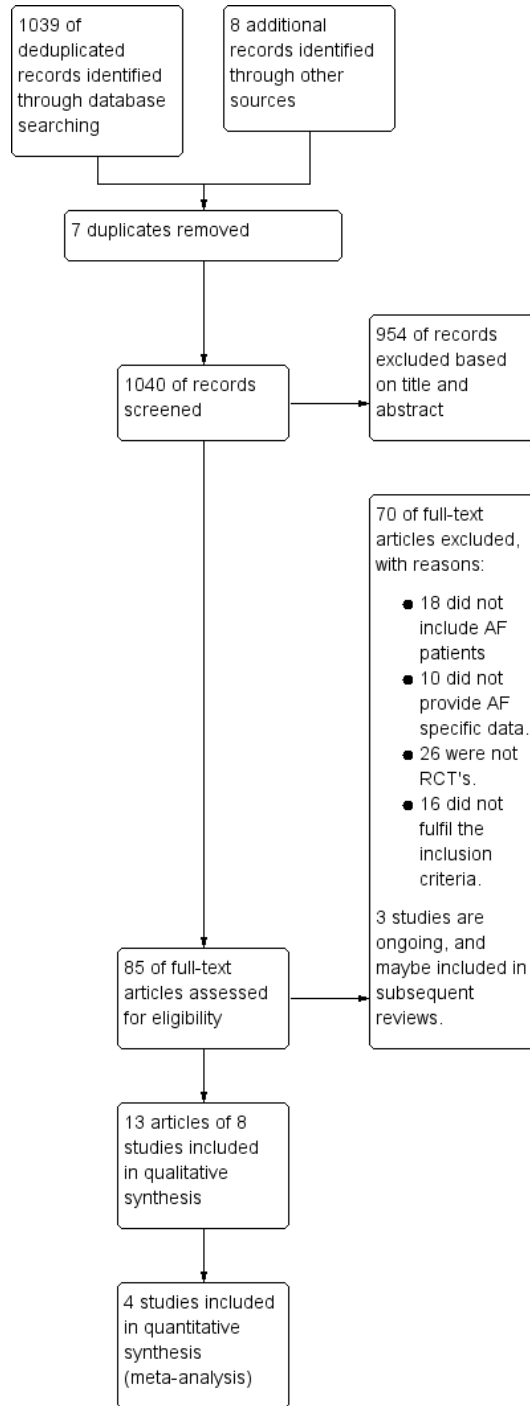 1039 of
deduplicated
records identified
through database
searching
8 additional
records identified
through other
sources
7 duplicates removed
1040 of records
screened
954 of records
excluded based
on title and
abstract
70 of full-text
articles excluded,
with reasons:
● 18 did not
include AF
patients
● 10 did not
provide AF
specific data.
● 26 were not
RCT's.
● 16 did not
fulfil the
inclusion
criteria.
3 studies are
ongoing, and
maybe included in
subsequent
reviews.
85 of full-text
articles assessed
for eligibility
13 articles of 8
studies included
in qualitative
synthesis
4 studies included
in quantitative
synthesis
(meta-analysis)